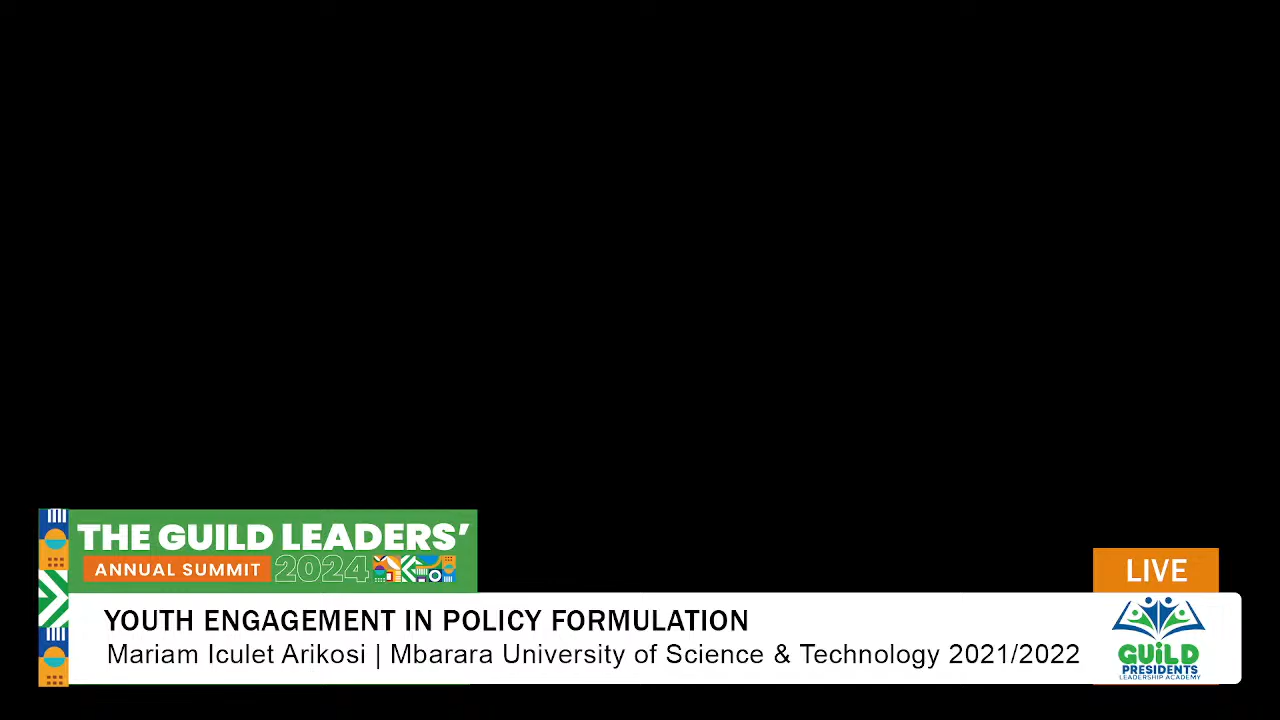 THE GUILD LEADERS’
ANNUAL SUMMIT 2024
LIVE
YOUTH ENGAGEMENT IN POLICY FORMULATION
Mariam Iculet Arikosi | Mbarara University of Science & Technology 2021/2022
GUiLD
PRESIDENTS
LEADERSHIP ACADEMY